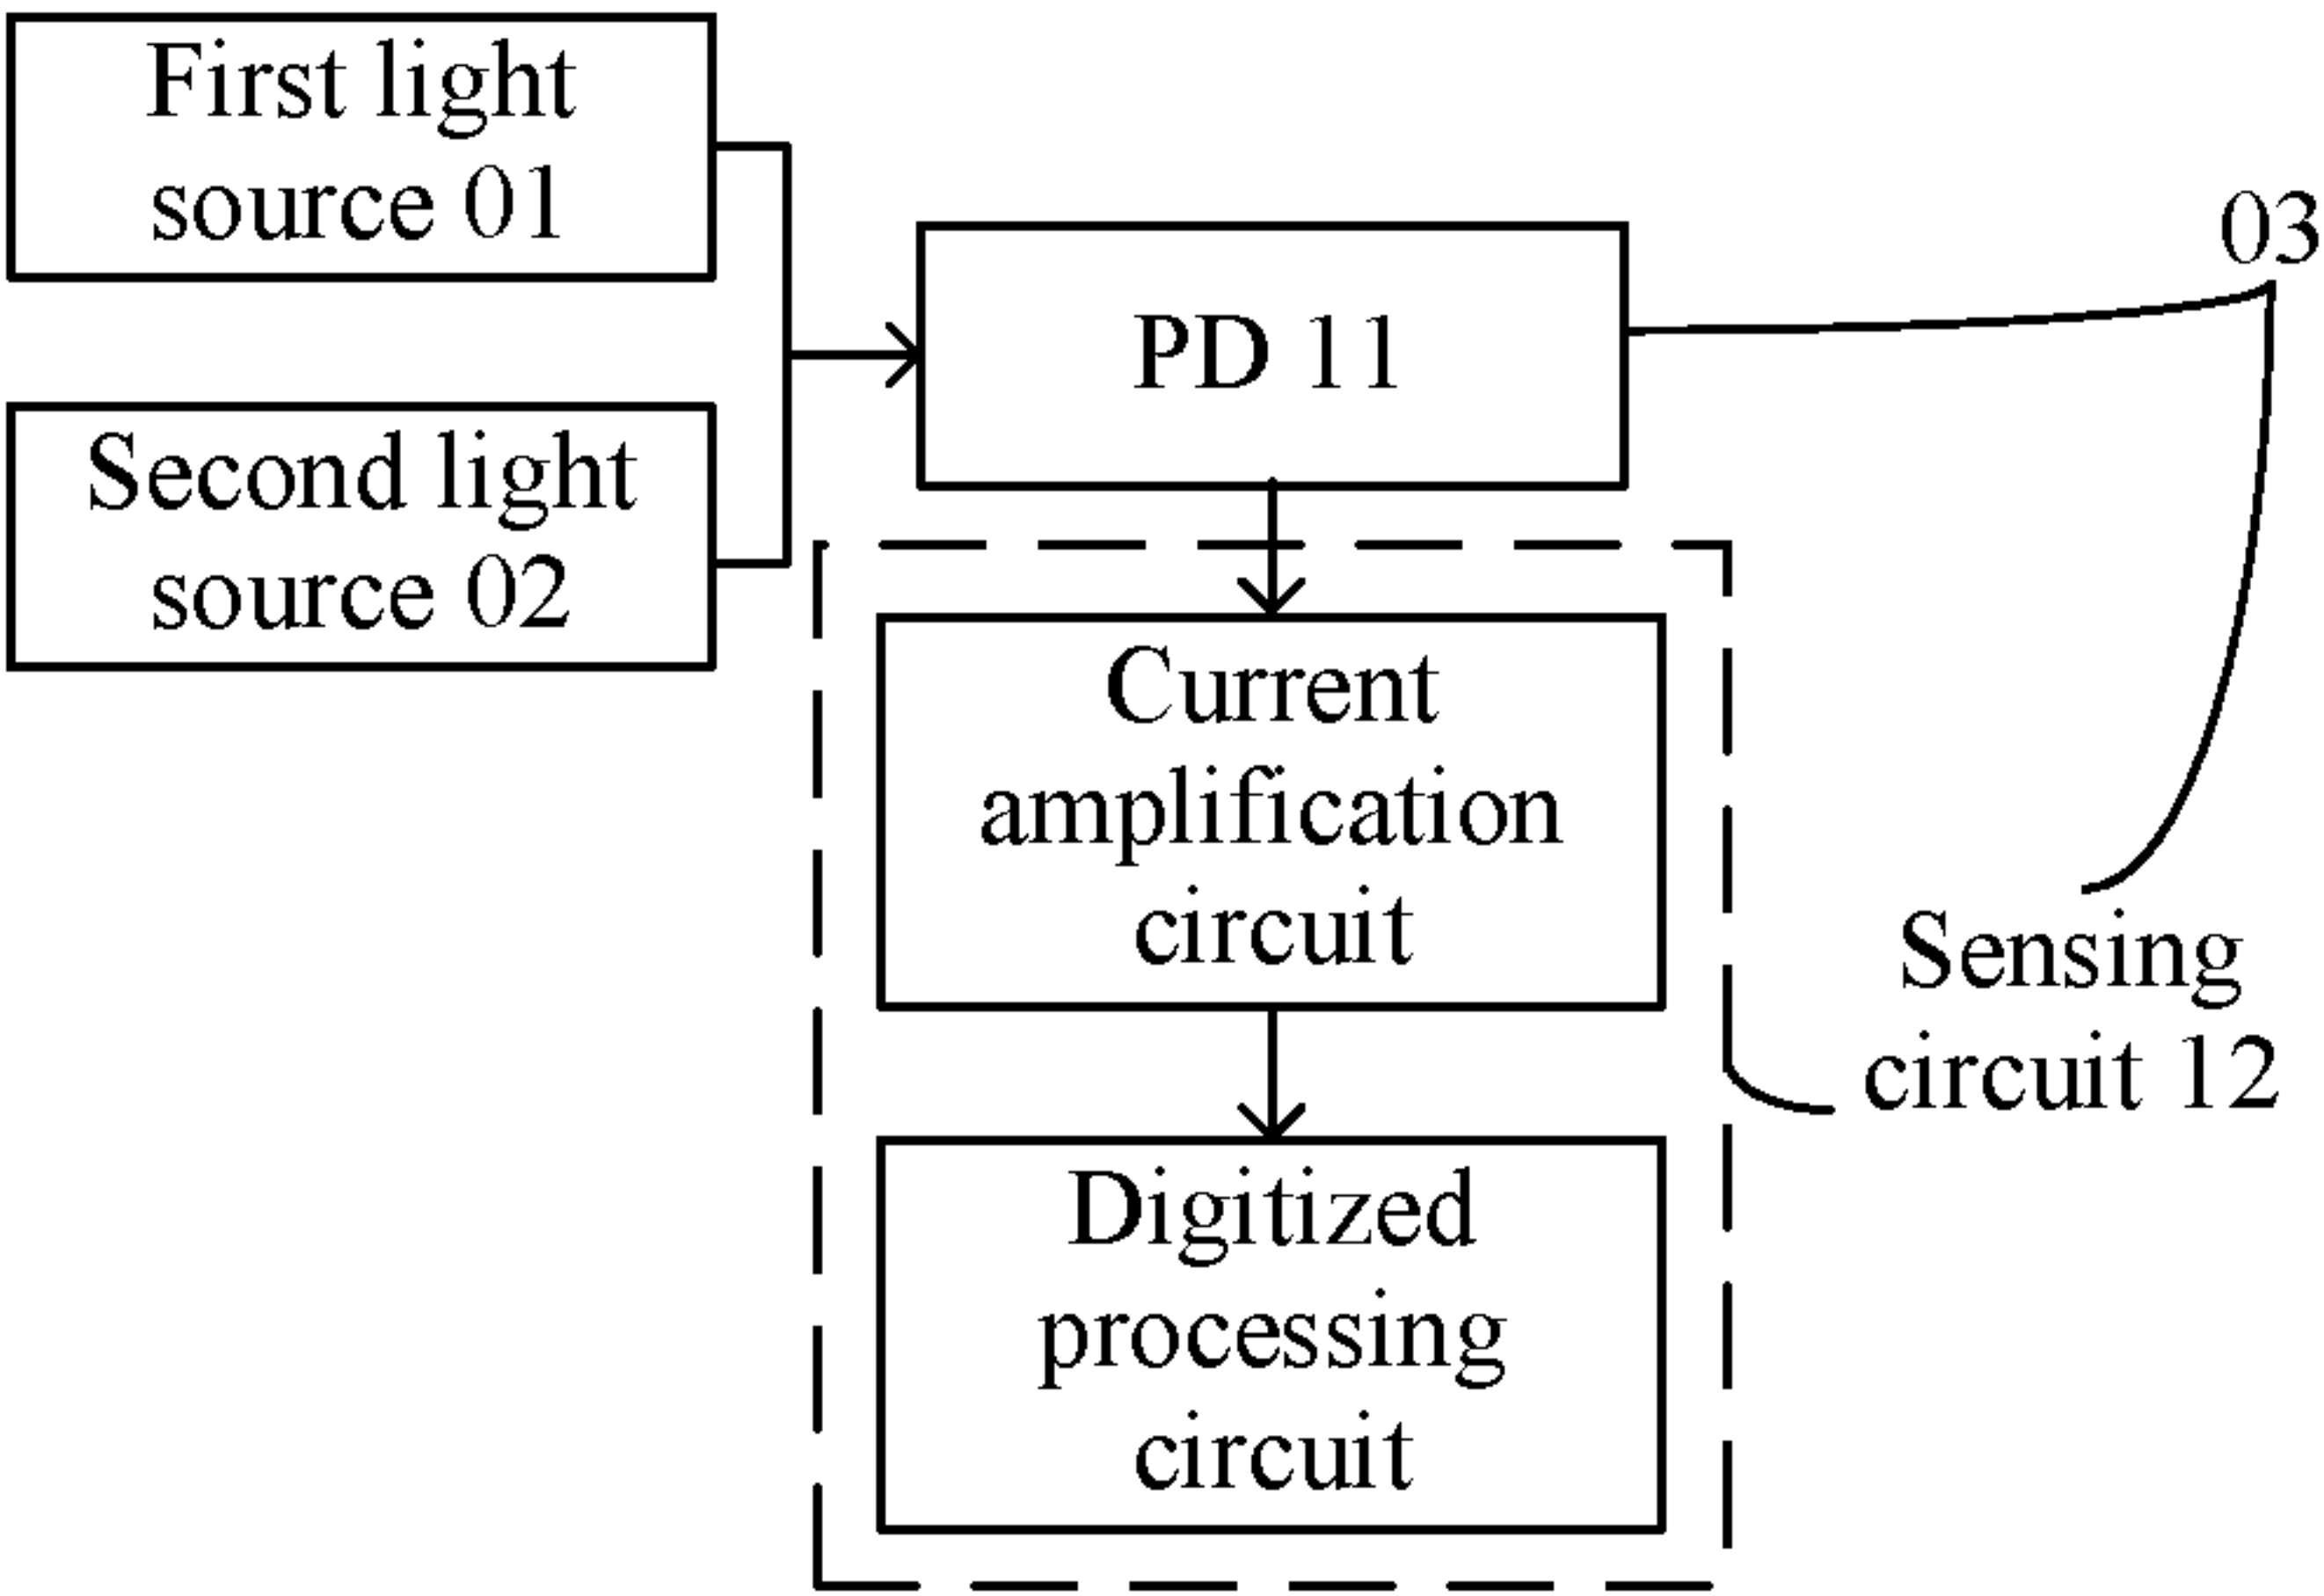 First light
source 01
Second light
source 02
PD 11
03
Current
amplification
circuit
Sensing
circuit 12
Digitized
processing
circuit